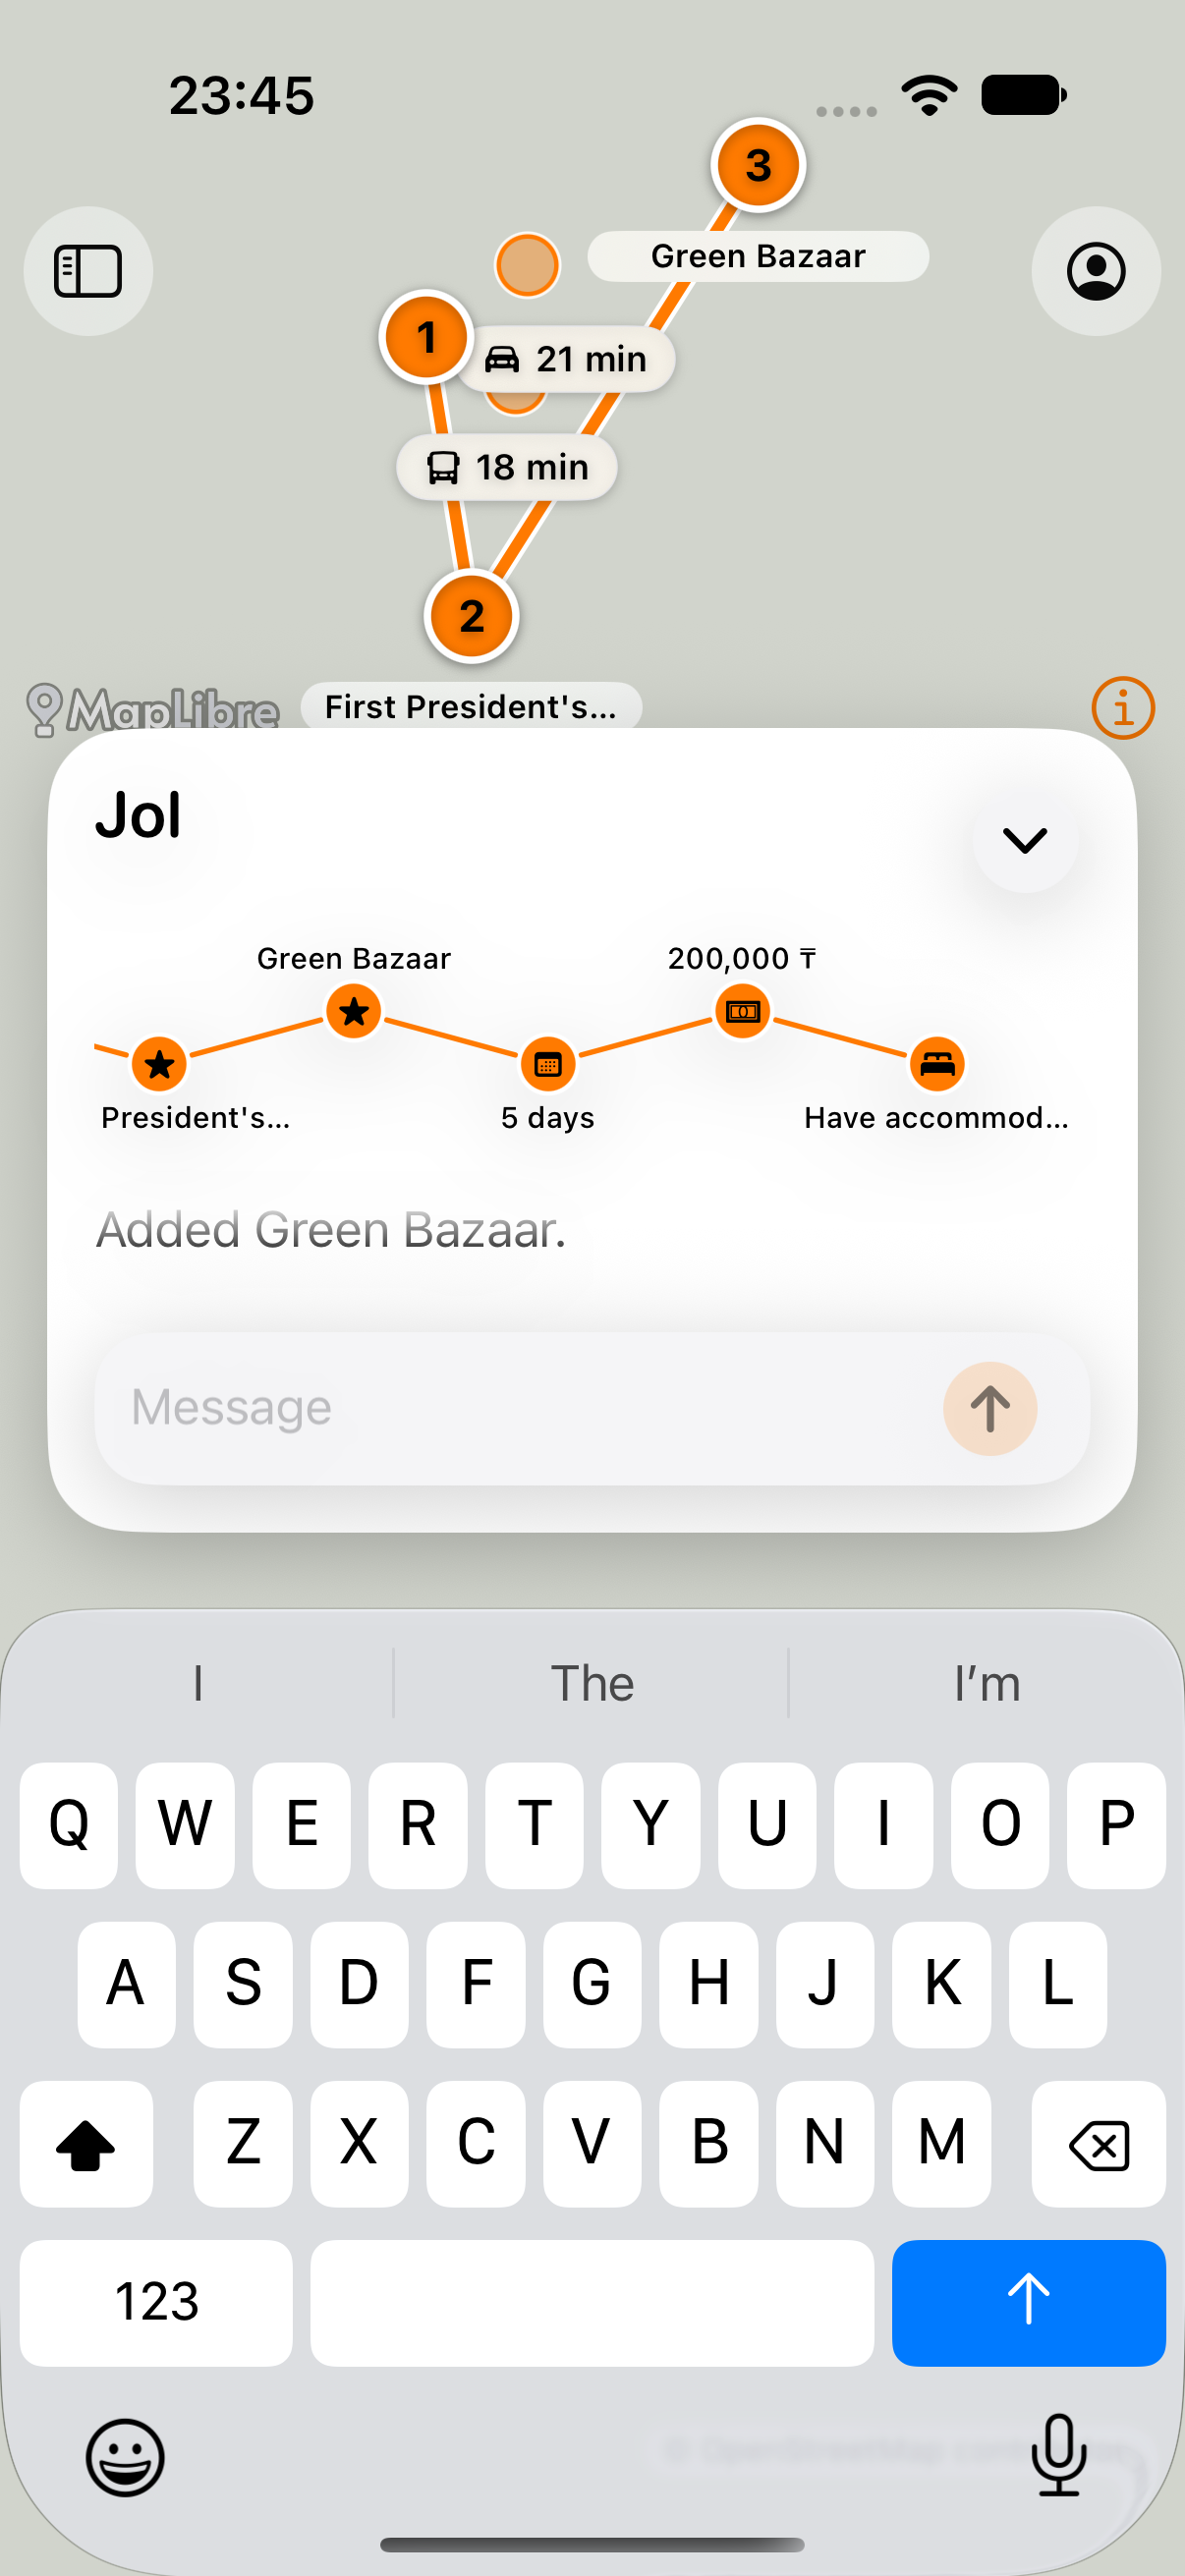 23:45
3
Green Bazaar
1
21 min
18 min
2
MapLibre
First President's...
Jol
Green Bazaar
200,000 ₸
President's...
5 days
Have accommod...
Added Green Bazaar.
Message
I The I'm
Q W E R T Y U I O P
A S D F G H J K L
Z X C V B N M
123